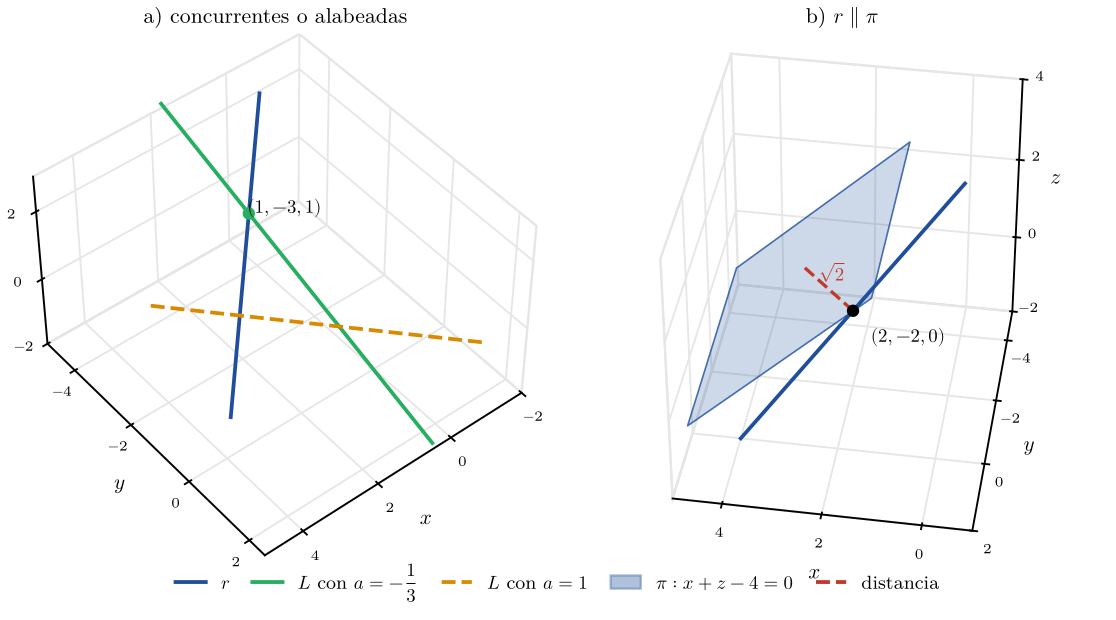 a) concurrentes o alabeadas
(1, −3, 1)
2
0
−2
−4
−2
0
2
y
4
2
0
−2
x
b) r ∥ π
4
2
0
−2
z
−4
−2
0
2
y
4
2
0
x
√2
(2, −2, 0)
r
L con a = −1/3
L con a = 1
π : x + z − 4 = 0
distancia